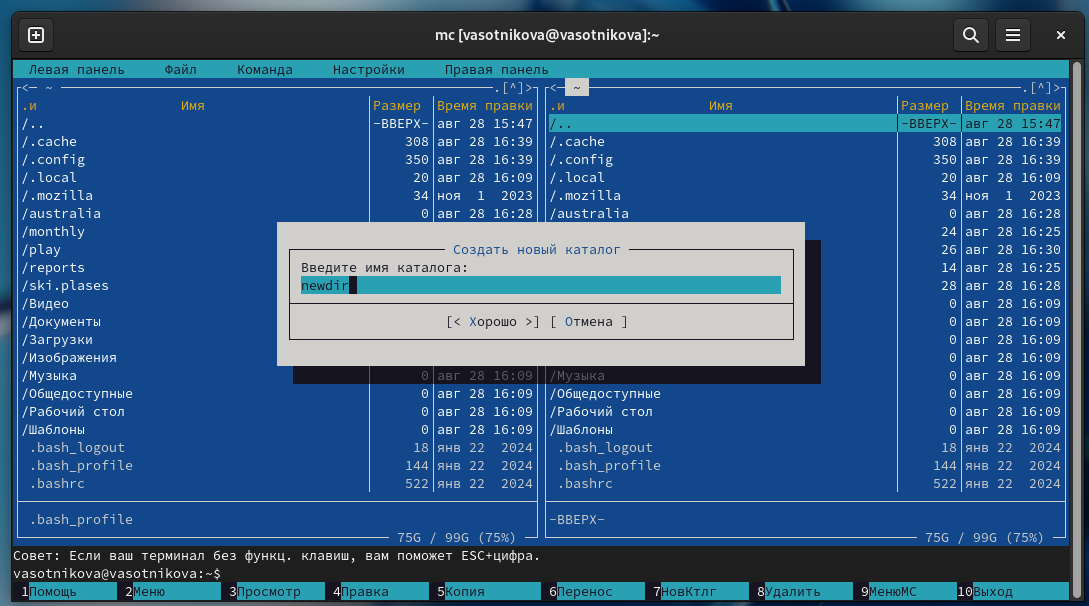 mc [vasotnikova@vasotnikova]:~
Левая панель Файл Команда Настройки Правая панель
<─ ~ .[^]> <─ ~ .[^]>
.и Имя Размер Время правки .и Имя Размер Время правки
/.. -ВВЕРХ- авг 28 15:47 /.. -ВВЕРХ- авг 28 15:47
/.cache 308 авг 28 16:39 /.cache 308 авг 28 16:39
/.config 350 авг 28 16:39 /.config 350 авг 28 16:39
/.local 20 авг 28 16:09 /.local 20 авг 28 16:09
/.mozilla 34 ноя 1 2023 /.mozilla 34 ноя 1 2023
/australia 0 авг 28 16:28 /australia 0 авг 28 16:28
/monthly 24 авг 28 16:25
/play 26 авг 28 16:30
/reports 14 авг 28 16:25
/ski.plases 28 авг 28 16:28
/Видео 0 авг 28 16:09
/Документы 0 авг 28 16:09
/Загрузки 0 авг 28 16:09
/Изображения 0 авг 28 16:09
Создать новый каталог
Введите имя каталога:
newdir
[< Хорошо >] [ Отмена ]
/Музыка 0 авг 28 16:09 /Музыка 0 авг 28 16:09
/Общедоступные 0 авг 28 16:09 /Общедоступные 0 авг 28 16:09
/Рабочий стол 0 авг 28 16:09 /Рабочий стол 0 авг 28 16:09
/Шаблоны 0 авг 28 16:09 /Шаблоны 0 авг 28 16:09
.bash_logout 18 янв 22 2024 .bash_logout 18 янв 22 2024
.bash_profile 144 янв 22 2024 .bash_profile 144 янв 22 2024
.bashrc 522 янв 22 2024 .bashrc 522 янв 22 2024
.bash_profile -ВВЕРХ-
75G / 99G (75%) 75G / 99G (75%)
Совет: Если ваш терминал без функц. клавиш, вам поможет ESC+цифра.
vasotnikova@vasotnikova:~$
1Помощь 2Меню 3Просмотр 4Правка 5Копия 6Перенос 7НовКтлг 8Удалить 9МенюМС 10Выход